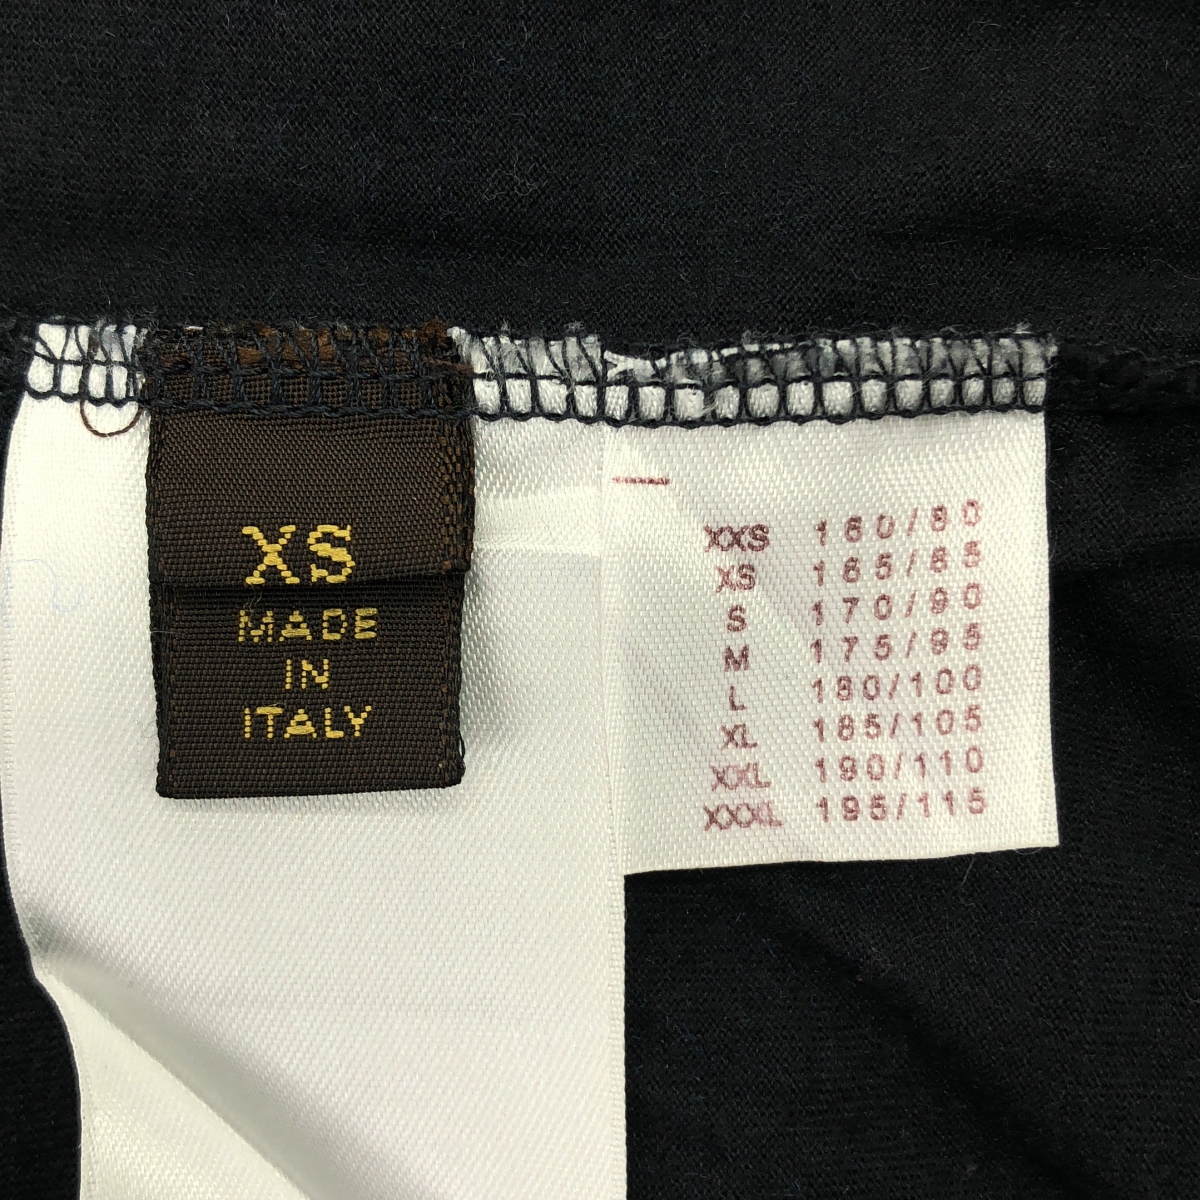 XS
MADE
IN
ITALY
XXS 160/80
XS 165/85
S 170/90
M 175/95
L 180/100
XL 185/105
XXL 190/110
XXXL 195/115